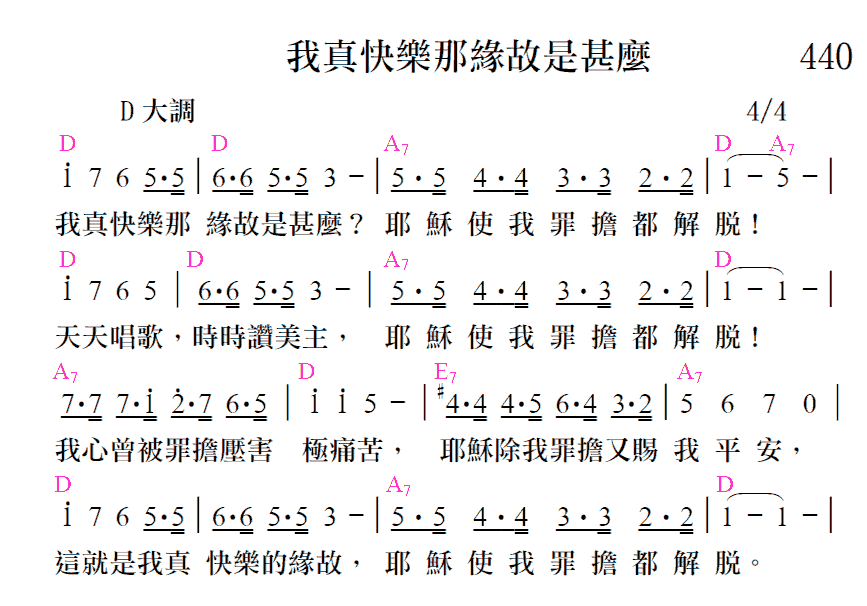 我真快樂那緣故是甚麼 440
D 大調 4/4
D D A7 D A7
i 7 6 5·5 | 6·6 5·5 3 － | 5·5 4·4 3·3 2·2 | 1 － 5 － |
我真快樂那 緣故是甚麼？ 耶 穌 使 我 罪 擔 都 解 脫！
D D A7 D
i 7 6 5 | 6·6 5·5 3 － | 5·5 4·4 3·3 2·2 | 1 － 1 － |
天天唱歌，時時讚美主， 耶 穌 使 我 罪 擔 都 解 脫！
A7 D E7 A7
7·7 7·i 2̇·7 6·5 | i i 5 － | #4·4 4·5 6·4 3·2 | 5 6 7 0 |
我心曾被罪擔壓害 極痛苦， 耶穌除我罪擔又賜 我 平 安，
D A7 D
i 7 6 5·5 | 6·6 5·5 3 － | 5·5 4·4 3·3 2·2 | 1 － 1 － |
這就是我真 快樂的緣故， 耶 穌 使 我 罪 擔 都 解 脫。